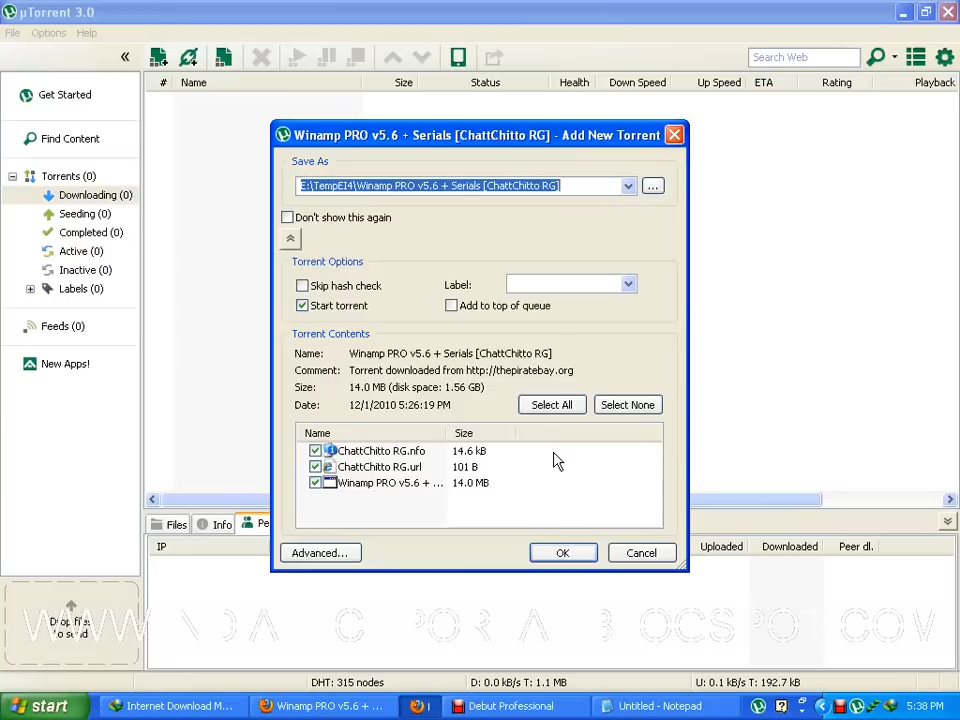 µTorrent 3.0
File Options Help
«
Search Web
# Name Size Status Health Down Speed Up Speed ETA Rating Playback
Get Started
Find Content
Torrents (0)
Downloading (0)
Seeding (0)
Completed (0)
Active (0)
Inactive (0)
Labels (0)
Feeds (0)
New Apps!
Winamp PRO v5.6 + Serials [ChattChitto RG] - Add New Torrent
Save As
E:\TempEI4\Winamp PRO v5.6 + Serials [ChattChitto RG]
...
Don't show this again
Torrent Options
Skip hash check Label:
Start torrent Add to top of queue
Torrent Contents
Name: Winamp PRO v5.6 + Serials [ChattChitto RG]
Comment: Torrent downloaded from http://thepiratebay.org
Size: 14.0 MB (disk space: 1.56 GB)
Date: 12/1/2010 5:26:19 PM Select All Select None
Name Size
ChattChitto RG.nfo 14.6 kB
ChattChitto RG.url 101 B
Winamp PRO v5.6 + ... 14.0 MB
Advanced... OK Cancel
Files Info Pe
IP Uploaded Downloaded Peer dl.
Drop files
to send
DHT: 315 nodes D: 0.0 kB/s T: 1.1 MB U: 0.1 kB/s T: 192.7 kB
start Internet Download M... Winamp PRO v5.6 + ... Debut Professional Untitled - Notepad 5:38 PM